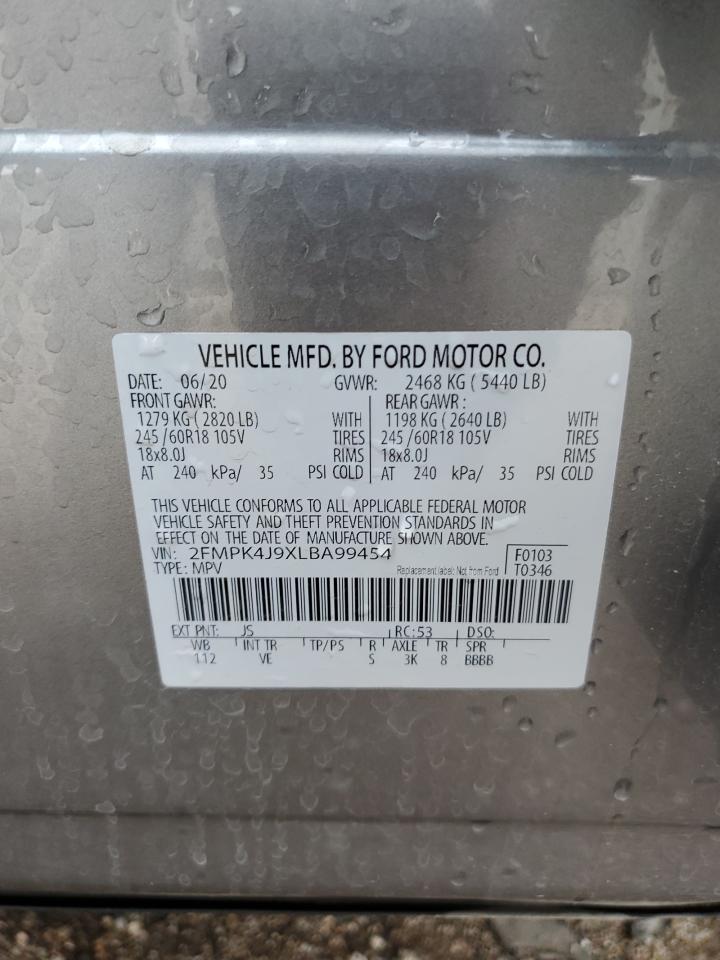 VEHICLE MFD. BY FORD MOTOR CO.
DATE: 06/20 GVWR: 2468 KG ( 5440 LB)
FRONT GAWR: REAR GAWR :
1279 KG ( 2820 LB) WITH 1198 KG ( 2640 LB) WITH
245 /60R18 105V TIRES 245 /60R18 105V TIRES
18x8.0J RIMS 18x8.0J RIMS
AT 240 kPa/ 35 PSI COLD AT 240 kPa/ 35 PSI COLD
THIS VEHICLE CONFORMS TO ALL APPLICABLE FEDERAL MOTOR
VEHICLE SAFETY AND THEFT PREVENTION STANDARDS IN
EFFECT ON THE DATE OF MANUFACTURE SHOWN ABOVE.
VIN: 2FMPK4J9XLBA99454 F0103
TYPE: MPV Replacement label: Not from Ford T0346
EXT PNT: JS RC: 53 DSO:
WB INT TR TP/PS R AXLE TR SPR
112 VE S 3K 8 BBBB